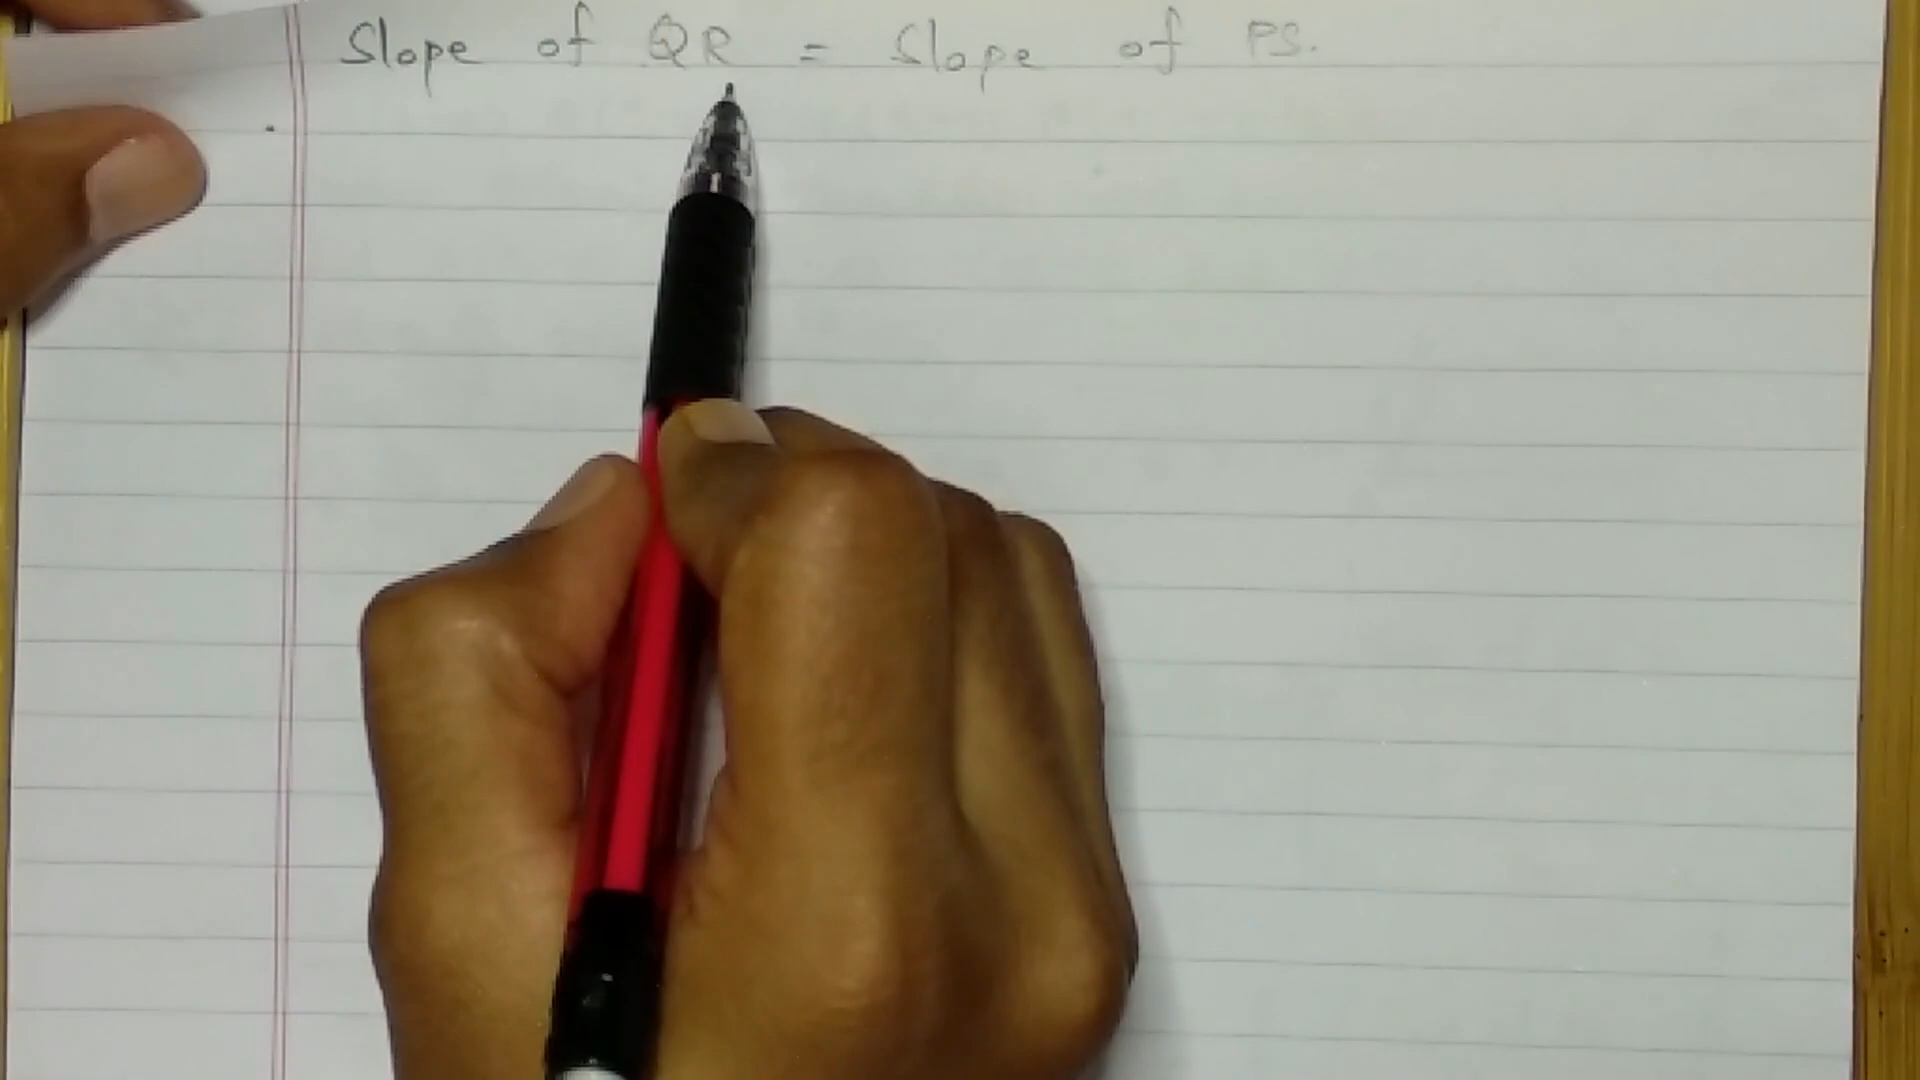 Slope of QR = Slope of PS.